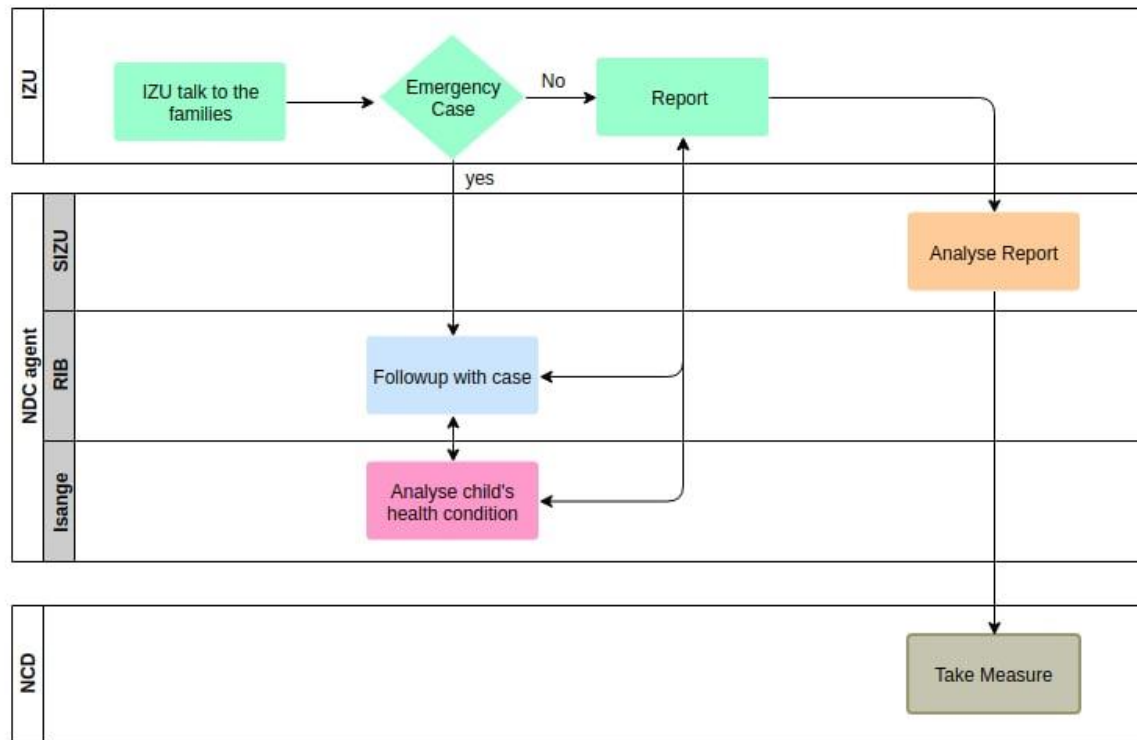 IZU
IZU talk to the
families
Emergency
Case
No
Report
yes
NDC agent
SIZU
Analyse Report
RIB
Followup with case
Isange
Analyse child's
health condition
NCD
Take Measure